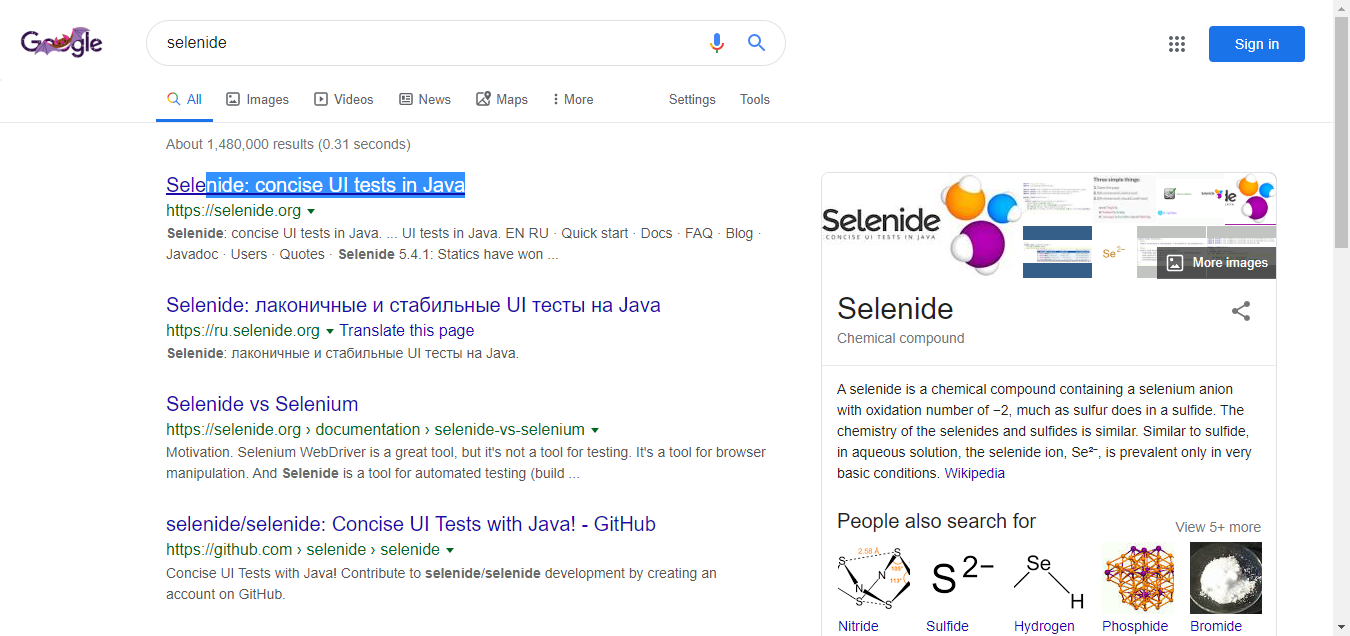 Google
selenide
Sign in
All
Images
Videos
News
Maps
More
Settings
Tools
About 1,480,000 results (0.31 seconds)
Selenide: concise UI tests in Java
https://selenide.org
Selenide: concise UI tests in Java. ... UI tests in Java. EN RU · Quick start · Docs · FAQ · Blog ·
Javadoc · Users · Quotes · Selenide 5.4.1: Statics have won ...
Selenide: лаконичные и стабильные UI тесты на Java
https://ru.selenide.org Translate this page
Selenide: лаконичные и стабильные UI тесты на Java.
Selenide vs Selenium
https://selenide.org › documentation › selenide-vs-selenium
Motivation. Selenium WebDriver is a great tool, but it's not a tool for testing. It's a tool for browser
manipulation. And Selenide is a tool for automated testing (build ...
selenide/selenide: Concise UI Tests with Java! - GitHub
https://github.com › selenide › selenide
Concise UI Tests with Java! Contribute to selenide/selenide development by creating an
account on GitHub.
Selenide
CONCISE UI TESTS IN JAVA
Three simple things:
Se²⁻
More images
Selenide
Chemical compound
A selenide is a chemical compound containing a selenium anion
with oxidation number of −2, much as sulfur does in a sulfide. The
chemistry of the selenides and sulfides is similar. Similar to sulfide,
in aqueous solution, the selenide ion, Se²⁻, is prevalent only in very
basic conditions. Wikipedia
People also search for
View 5+ more
2.58 Å
S
S
N
N
S
S
S²⁻
Se
H
Nitride
Sulfide
Hydrogen
Phosphide
Bromide